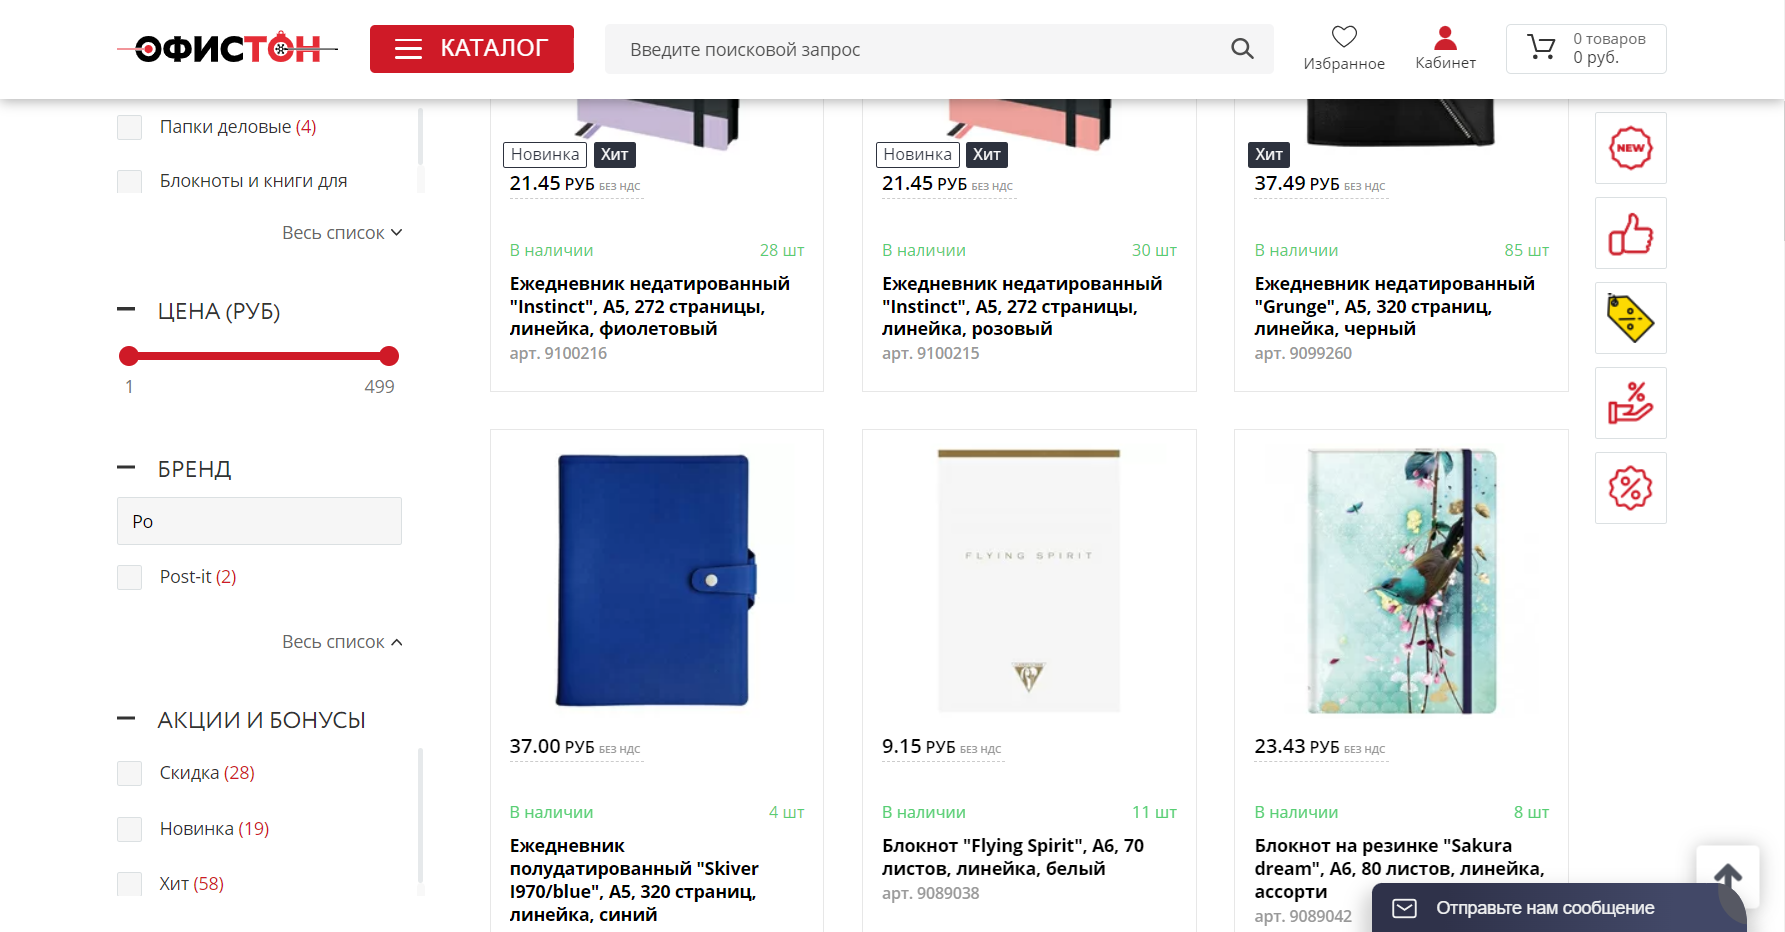 ОФИСТОН
КАТАЛОГ
Введите поисковой запрос
Избранное
Кабинет
0 товаров
0 руб.
Папки деловые (4)
Блокноты и книги для
Весь список
ЦЕНА (РУБ)
1
499
БРЕНД
Po
Post-it (2)
Весь список
АКЦИИ И БОНУСЫ
Скидка (28)
Новинка (19)
Хит (58)
Новинка
Хит
21.45 РУБ БЕЗ НДС
В наличии
28 шт
Ежедневник недатированный
"Instinct", А5, 272 страницы,
линейка, фиолетовый
арт. 9100216
Новинка
Хит
21.45 РУБ БЕЗ НДС
В наличии
30 шт
Ежедневник недатированный
"Instinct", А5, 272 страницы,
линейка, розовый
арт. 9100215
Хит
37.49 РУБ БЕЗ НДС
В наличии
85 шт
Ежедневник недатированный
"Grunge", А5, 320 страниц,
линейка, черный
арт. 9099260
37.00 РУБ БЕЗ НДС
В наличии
4 шт
Ежедневник
полудатированный "Skiver
I970/blue", А5, 320 страниц,
линейка, синий
FLYING SPIRIT
9.15 РУБ БЕЗ НДС
В наличии
11 шт
Блокнот "Flying Spirit", А6, 70
листов, линейка, белый
арт. 9089038
23.43 РУБ БЕЗ НДС
В наличии
8 шт
Блокнот на резинке "Sakura
dream", А6, 80 листов, линейка,
ассорти
арт. 9089042
NEW
Отправьте нам сообщение